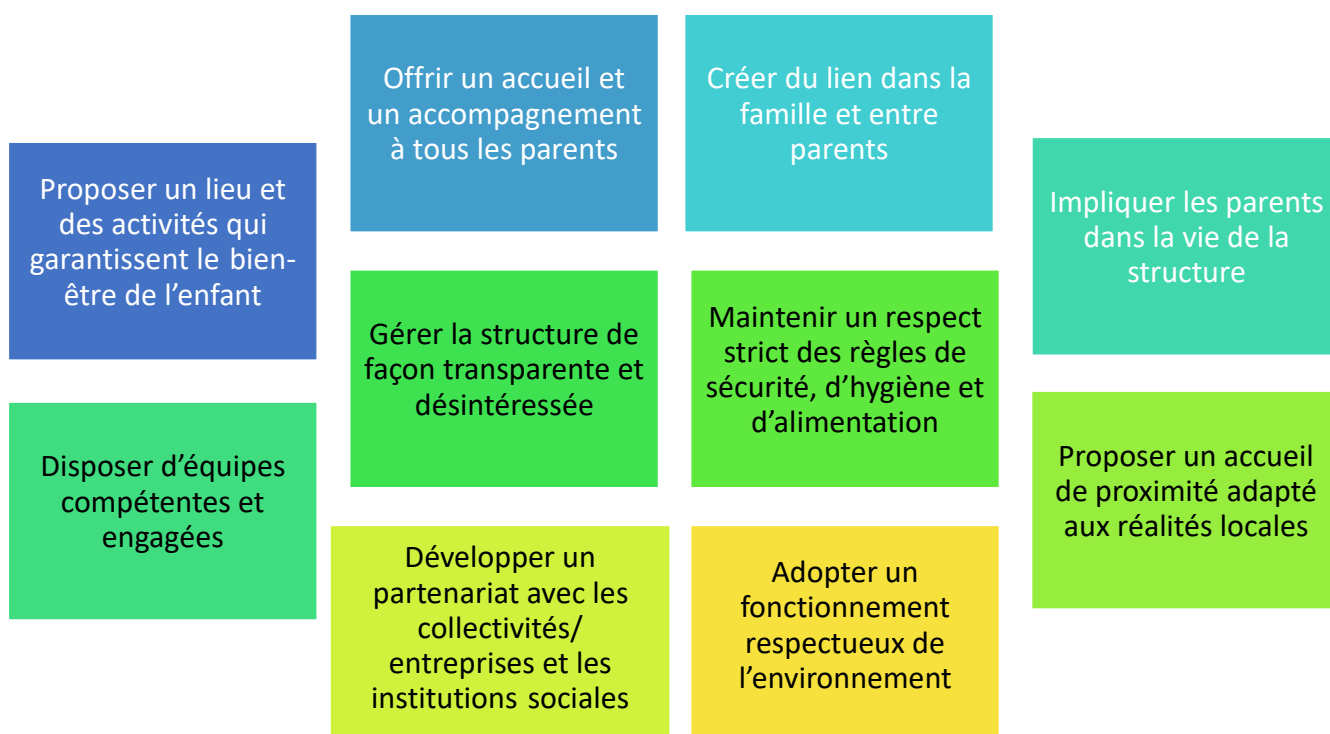 Offrir un accueil et
un accompagnement
à tous les parents
Créer du lien dans la
famille et entre
parents
Proposer un lieu et
des activités qui
garantissent le bien-
être de l'enfant
Impliquer les parents
dans la vie de la
structure
Gérer la structure de
façon transparente et
désintéressée
Maintenir un respect
strict des règles de
sécurité, d'hygiène et
d'alimentation
Disposer d'équipes
compétentes et
engagées
Proposer un accueil
de proximité adapté
aux réalités locales
Développer un
partenariat avec les
collectivités/
entreprises et les
institutions sociales
Adopter un
fonctionnement
respectueux de
l'environnement